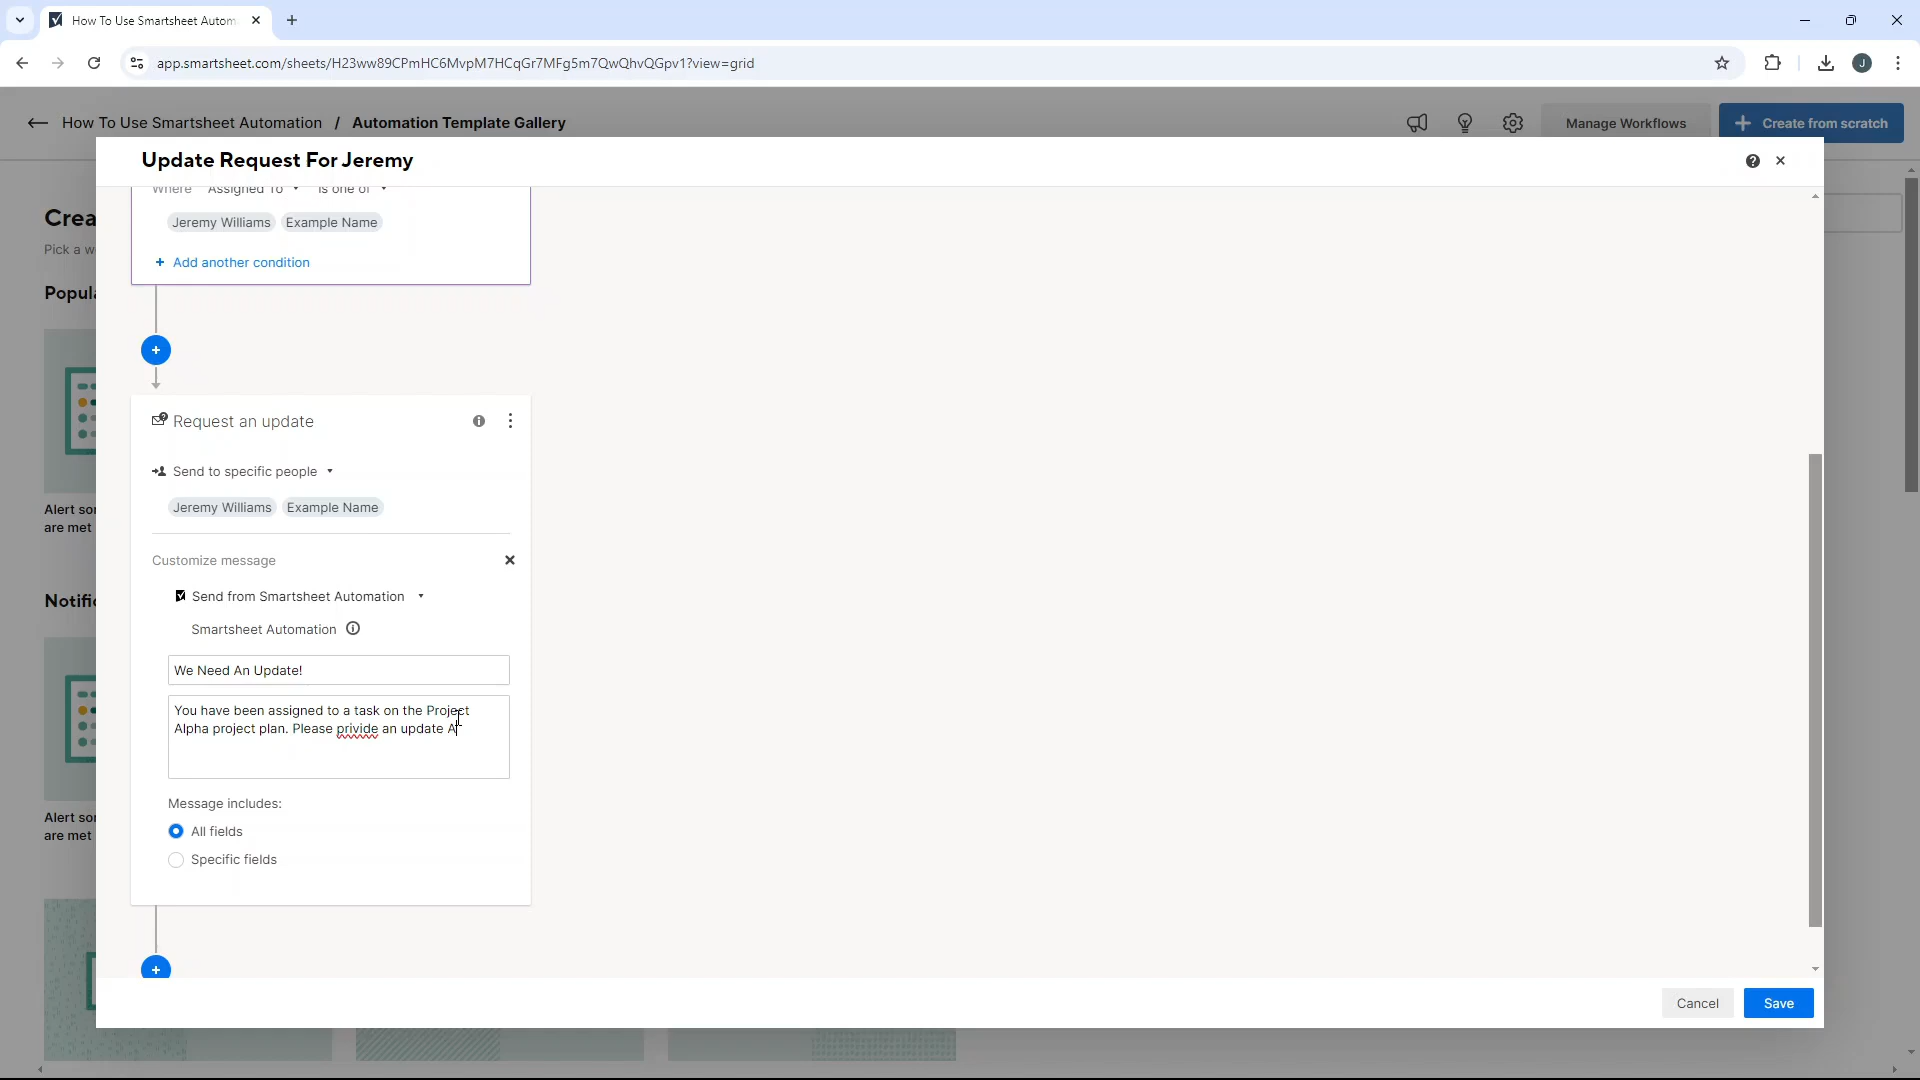 How To Use Smartsheet Autom
app.smartsheet.com/sheets/H23ww89CPmHC6MvpM7HCqGr7MFg5m7QwQhvQGpv1?view=grid
J
How To Use Smartsheet Automation / Automation Template Gallery
Manage Workflows
Create from scratch
Update Request For Jeremy
Where Assigned To is one of
Jeremy Williams Example Name
+ Add another condition
Request an update
Send to specific people
Jeremy Williams Example Name
Customize message
Send from Smartsheet Automation
Smartsheet Automation
We Need An Update!
You have been assigned to a task on the Project
Alpha project plan. Please privide an update A
Message includes:
All fields
Specific fields
Cancel
Save
Crea
Pick a w
Popula
Alert so
are met
Notific
Alert so
are met